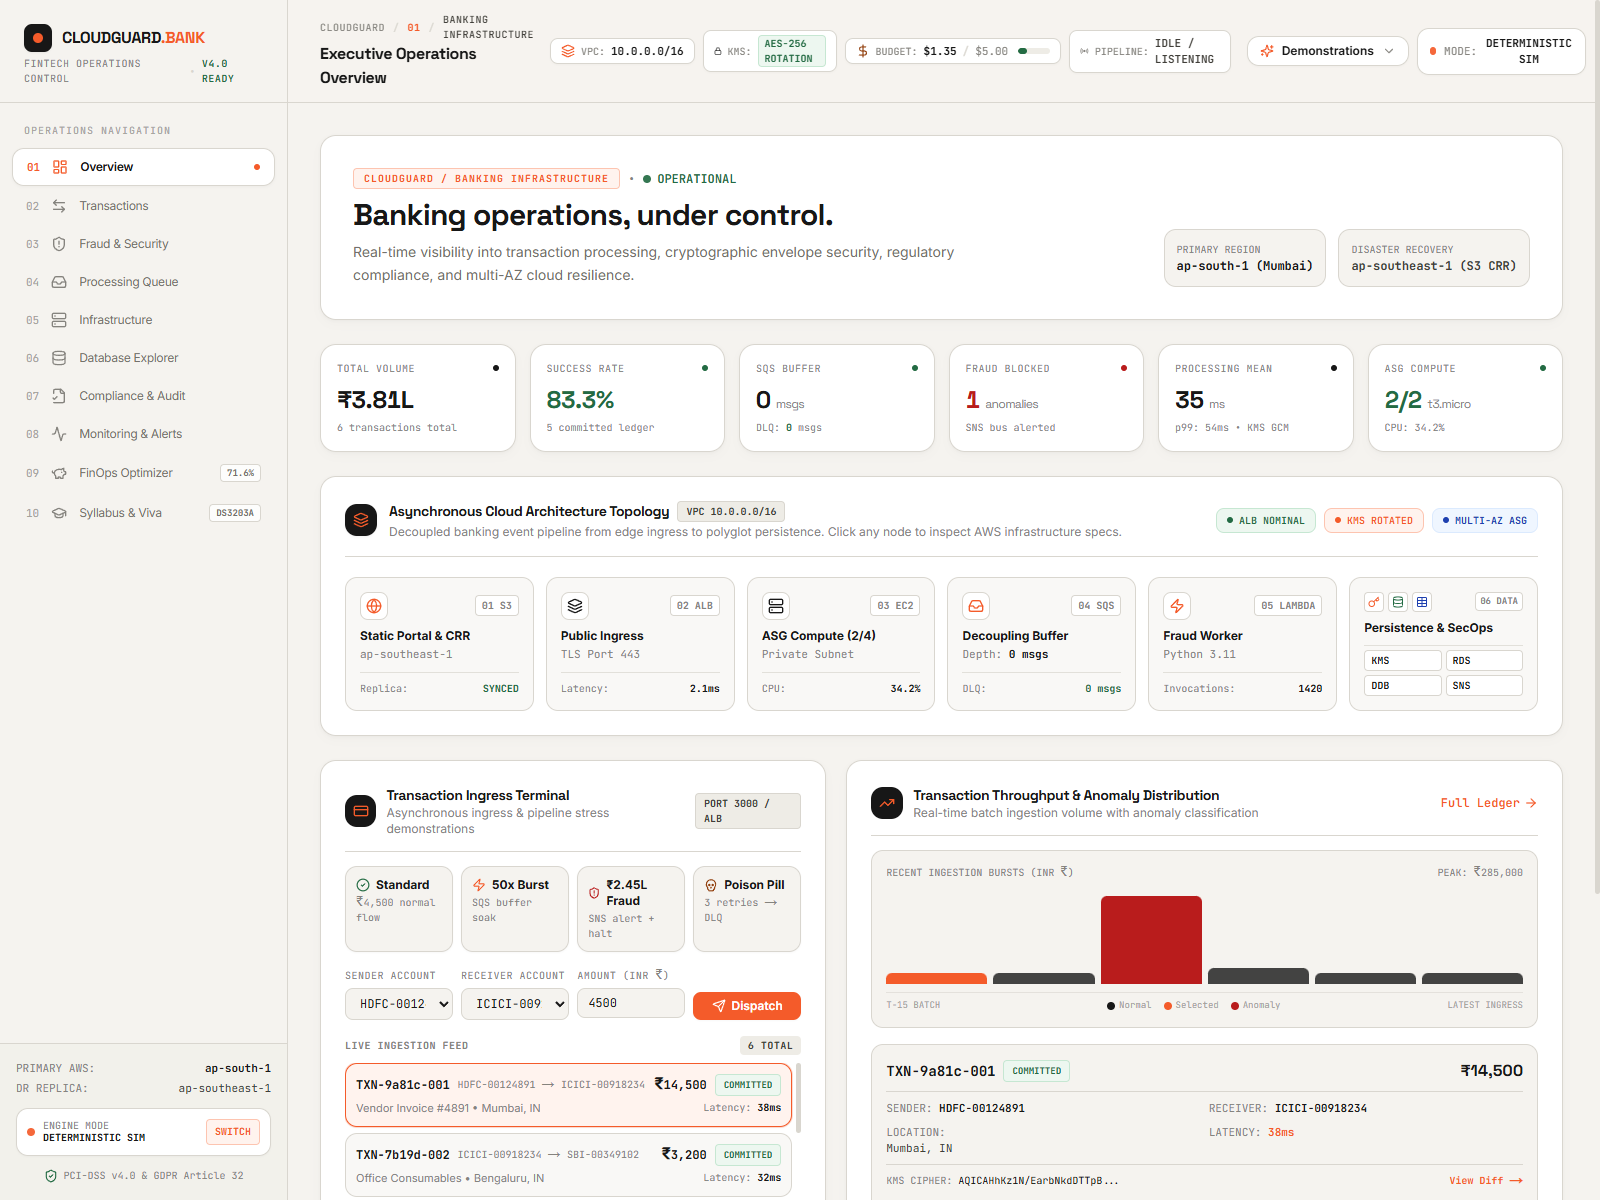 CLOUDGUARD.BANK
FINTECH OPERATIONS CONTROL
V4.0 READY
OPERATIONS NAVIGATION
01 Overview
02 Transactions
03 Fraud & Security
04 Processing Queue
05 Infrastructure
06 Database Explorer
07 Compliance & Audit
08 Monitoring & Alerts
09 FinOps Optimizer 71.6%
10 Syllabus & Viva DS3203A
PRIMARY AWS: ap-south-1
DR REPLICA: ap-southeast-1
ENGINE MODE
DETERMINISTIC SIM
SWITCH
PCI-DSS v4.0 & GDPR Article 32
CLOUDGUARD / 01 / BANKING INFRASTRUCTURE
Executive Operations
Overview
VPC: 10.0.0.0/16
KMS: AES-256 ROTATION
BUDGET: $1.35 / $5.00
PIPELINE: IDLE / LISTENING
Demonstrations
MODE: DETERMINISTIC SIM
CLOUDGUARD / BANKING INFRASTRUCTURE • OPERATIONAL
Banking operations, under control.
Real-time visibility into transaction processing, cryptographic envelope security, regulatory
compliance, and multi-AZ cloud resilience.
PRIMARY REGION
ap-south-1 (Mumbai)
DISASTER RECOVERY
ap-southeast-1 (S3 CRR)
TOTAL VOLUME
₹3.81L
6 transactions total
SUCCESS RATE
83.3%
5 committed ledger
SQS BUFFER
0 msgs
DLQ: 0 msgs
FRAUD BLOCKED
1 anomalies
SNS bus alerted
PROCESSING MEAN
35 ms
p99: 54ms • KMS GCM
ASG COMPUTE
2/2 t3.micro
CPU: 34.2%
Asynchronous Cloud Architecture Topology VPC 10.0.0.0/16
Decoupled banking event pipeline from edge ingress to polyglot persistence. Click any node to inspect AWS infrastructure specs.
ALB NOMINAL
KMS ROTATED
MULTI-AZ ASG
01 S3
Static Portal & CRR
ap-southeast-1
Replica: SYNCED
02 ALB
Public Ingress
TLS Port 443
Latency: 2.1ms
03 EC2
ASG Compute (2/4)
Private Subnet
CPU: 34.2%
04 SQS
Decoupling Buffer
Depth: 0 msgs
DLQ: 0 msgs
05 LAMBDA
Fraud Worker
Python 3.11
Invocations: 1420
06 DATA
Persistence & SecOps
KMS RDS
DDB SNS
Transaction Ingress Terminal
Asynchronous ingress & pipeline stress
demonstrations
PORT 3000 /
ALB
Standard
₹4,500 normal
flow
50x Burst
SQS buffer
soak
₹2.45L
Fraud
SNS alert +
halt
Poison Pill
3 retries →
DLQ
SENDER ACCOUNT
HDFC-0012
RECEIVER ACCOUNT
ICICI-009
AMOUNT (INR ₹)
4500
Dispatch
LIVE INGESTION FEED 6 TOTAL
TXN-9a81c-001 HDFC-00124891 → ICICI-00918234 ₹14,500 COMMITTED
Vendor Invoice #4891 • Mumbai, IN Latency: 38ms
TXN-7b19d-002 ICICI-00918234 → SBI-00349102 ₹3,200 COMMITTED
Office Consumables • Bengaluru, IN Latency: 32ms
Transaction Throughput & Anomaly Distribution
Real-time batch ingestion volume with anomaly classification
Full Ledger →
RECENT INGESTION BURSTS (INR ₹) PEAK: ₹285,000
T-15 BATCH Normal Selected Anomaly LATEST INGRESS
TXN-9a81c-001 COMMITTED ₹14,500
SENDER: HDFC-00124891 RECEIVER: ICICI-00918234
LOCATION: LATENCY: 38ms
Mumbai, IN
KMS CIPHER: AQICAHhKz1N/EarbNkdDTTpB... View Diff →